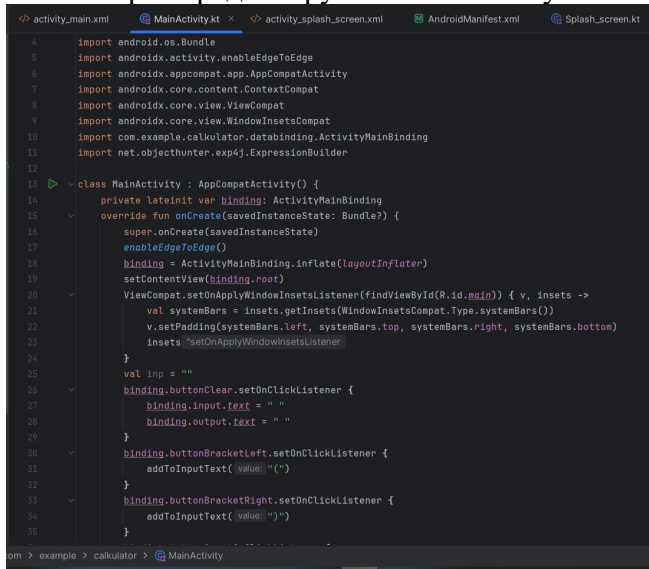 activity_main.xml MainActivity.kt × activity_splash_screen.xml AndroidManifest.xml Splash_screen.kt
4 import android.os.Bundle
5 import androidx.activity.enableEdgeToEdge
6 import androidx.appcompat.app.AppCompatActivity
7 import androidx.core.content.ContextCompat
8 import androidx.core.view.ViewCompat
9 import androidx.core.view.WindowInsetsCompat
10 import com.example.calkulator.databinding.ActivityMainBinding
11 import net.objecthunter.exp4j.ExpressionBuilder
12
13 class MainActivity : AppCompatActivity() {
14 private lateinit var binding: ActivityMainBinding
15 override fun onCreate(savedInstanceState: Bundle?) {
16 super.onCreate(savedInstanceState)
17 enableEdgeToEdge()
18 binding = ActivityMainBinding.inflate(layoutInflater)
19 setContentView(binding.root)
20 ViewCompat.setOnApplyWindowInsetsListener(findViewById(R.id.main)) { v, insets ->
21 val systemBars = insets.getInsets(WindowInsetsCompat.Type.systemBars())
22 v.setPadding(systemBars.left, systemBars.top, systemBars.right, systemBars.bottom)
23 insets ^setOnApplyWindowInsetsListener
24 }
25 val inp = ""
26 binding.buttonClear.setOnClickListener {
27 binding.input.text = " "
28 binding.output.text = " "
29 }
30 binding.buttonBracketLeft.setOnClickListener {
31 addToInputText( value: "(")
32 }
33 binding.buttonBracketRight.setOnClickListener {
34 addToInputText( value: ")")
35 }
om > example > calkulator > MainActivity